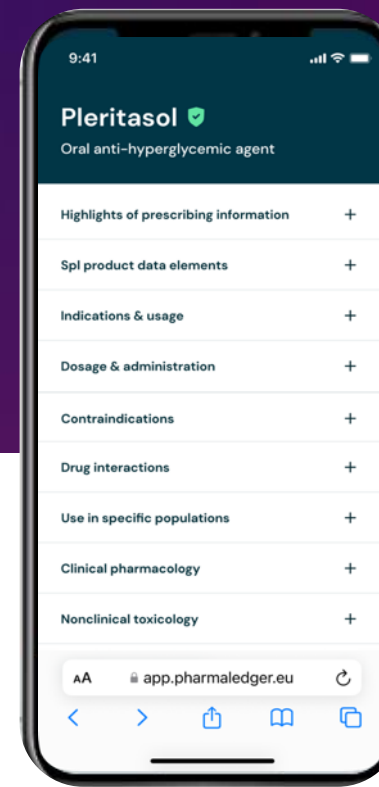 9:41
Pleritasol
Oral anti-hyperglycemic agent
Highlights of prescribing information +
Spl product data elements +
Indications & usage +
Dosage & administration +
Contraindications +
Drug interactions +
Use in specific populations +
Clinical pharmacology +
Nonclinical toxicology +
AA app.pharmaledger.eu